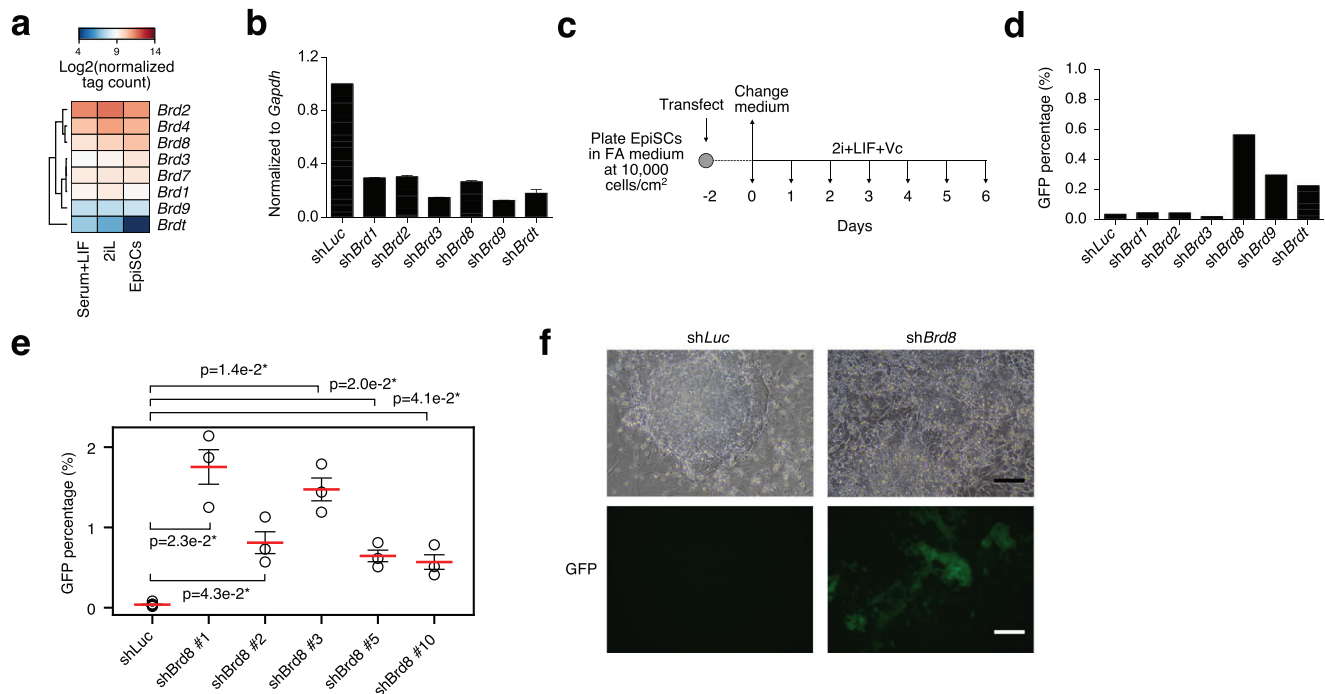 a
4 9 14
Log2(normalized
tag count)
Brd2
Brd4
Brd8
Brd3
Brd7
Brd1
Brd9
Brdt
Serum+LIF
2iL
EpiSCs
b
Normalized to Gapdh
1.2
0.8
0.4
0.0
shLuc
shBrd1
shBrd2
shBrd3
shBrd8
shBrd9
shBrdt
c
Transfect
Change
medium
Plate EpiSCs
in FA medium
at 10,000
cells/cm2
2i+LIF+Vc
-2 0 1 2 3 4 5 6
Days
d
GFP percentage (%)
1.0
0.8
0.6
0.4
0.2
0.0
shLuc
shBrd1
shBrd2
shBrd3
shBrd8
shBrd9
shBrdt
e
p=1.4e-2*
p=2.0e-2*
p=4.1e-2*
GFP percentage (%)
2
1
0
p=2.3e-2*
p=4.3e-2*
shLuc
shBrd8 #1
shBrd8 #2
shBrd8 #3
shBrd8 #5
shBrd8 #10
f
shLuc
shBrd8
GFP